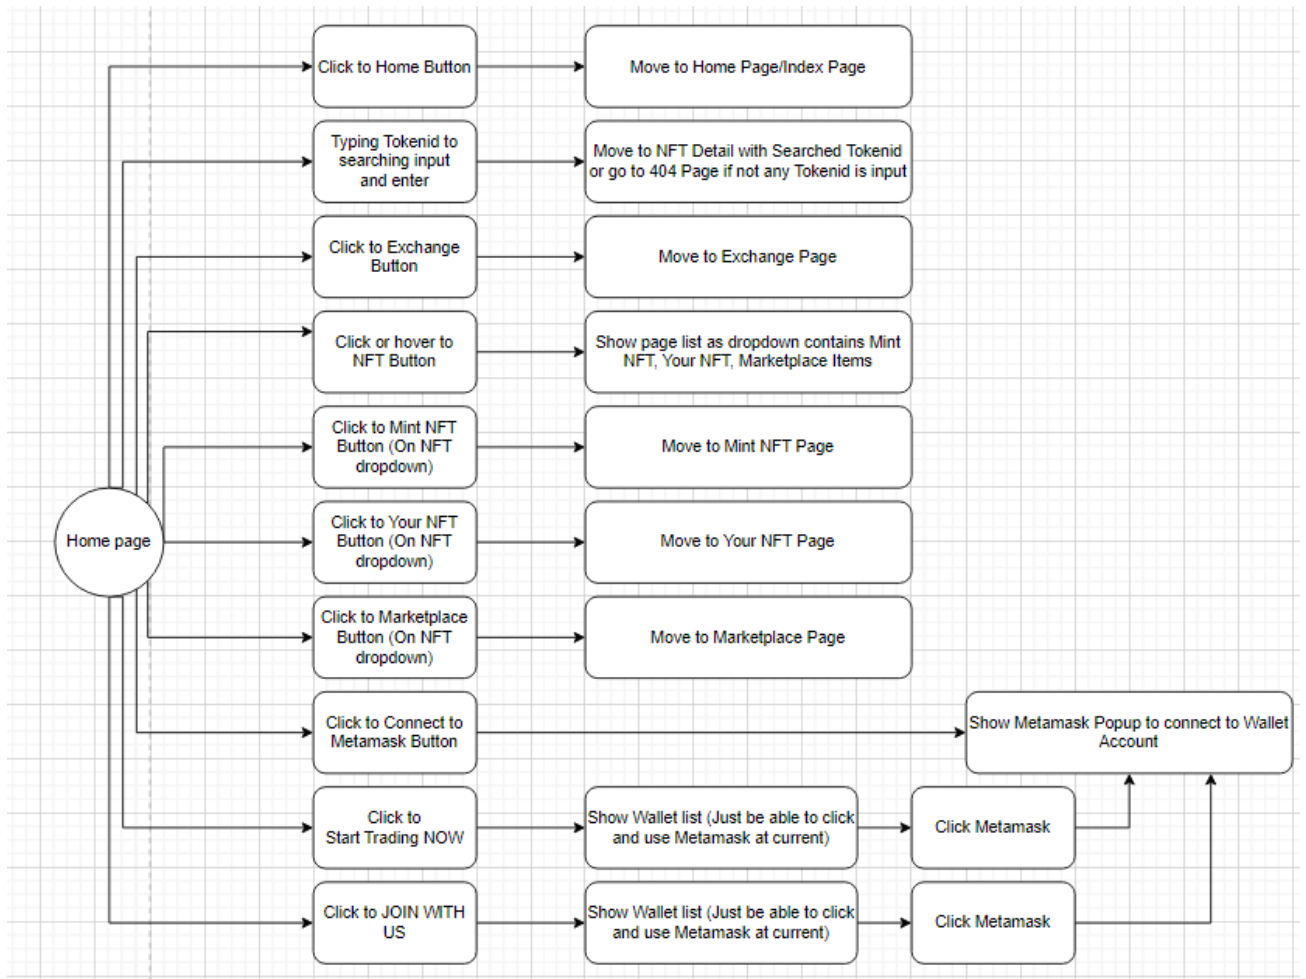 Click to Home Button
Move to Home Page/Index Page
Typing Tokenid to
searching input
and enter
Move to NFT Detail with Searched Tokenid
or go to 404 Page if not any Tokenid is input
Click to Exchange
Button
Move to Exchange Page
Click or hover to
NFT Button
Show page list as dropdown contains Mint
NFT, Your NFT, Marketplace Items
Click to Mint NFT
Button (On NFT
dropdown)
Move to Mint NFT Page
Home page
Click to Your NFT
Button (On NFT
dropdown)
Move to Your NFT Page
Click to Marketplace
Button (On NFT
dropdown)
Move to Marketplace Page
Click to Connect to
Metamask Button
Show Metamask Popup to connect to Wallet
Account
Click to
Start Trading NOW
Show Wallet list (Just be able to click
and use Metamask at current)
Click Metamask
Click to JOIN WITH
US
Show Wallet list (Just be able to click
and use Metamask at current)
Click Metamask